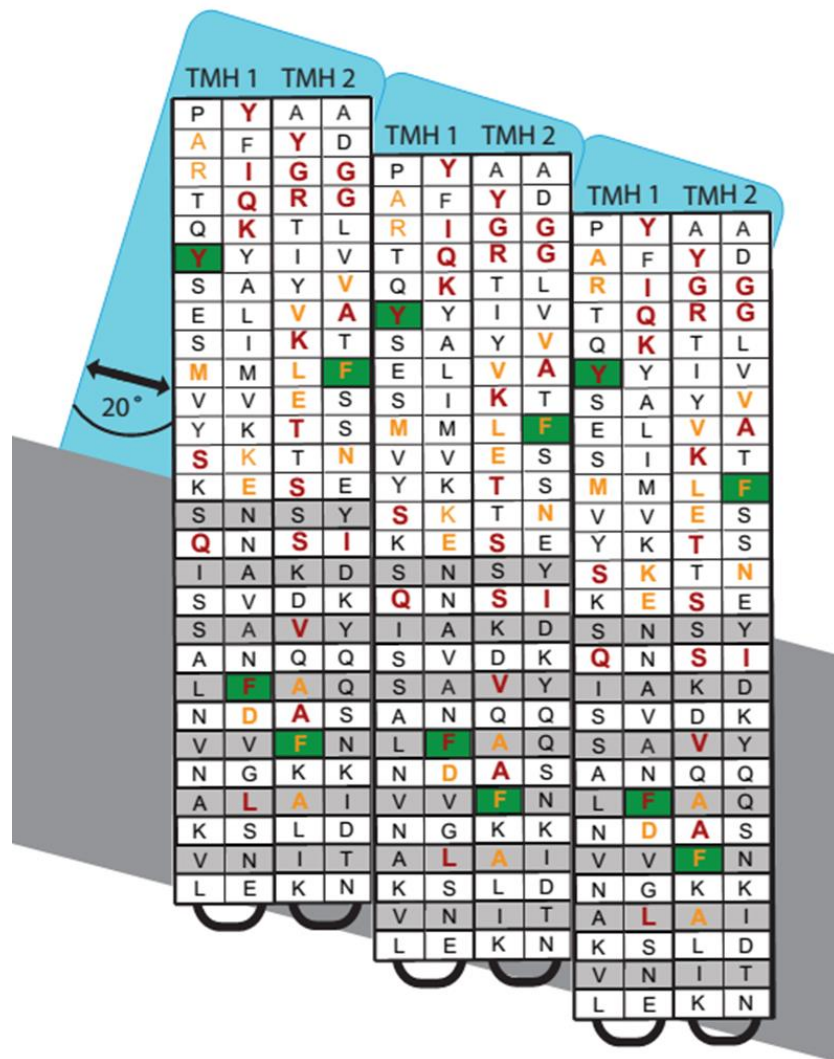 TMH 1 TMH 2
P Y A A
A F Y D
R I G G
T Q R G
Q K T L
Y Y I V
S A Y V
E L V A
S I K T
M M L F
20°
V V E S
Y K T S
S K T N
K E S E
S N S Y
Q N S I
I A K D
S V D K
S A V Y
A N Q Q
L F A Q
N D A S
V V F N
N G K K
A L A I
K S L D
V N I T
L E K N
TMH 1 TMH 2
P Y A A
A F Y D
R I G G
T Q R G
Q K T L
Y Y I V
S A Y V
E L V A
S I K T
M M L F
V V E S
Y K T S
S K T N
K E S E
S N S Y
Q N S I
I A K D
S V D K
S A V Y
A N Q Q
L F A Q
N D A S
V V F N
N G K K
A L A I
K S L D
V N I T
L E K N
TMH 1 TMH 2
P Y A A
A F Y D
R I G G
T Q R G
Q K T L
Y Y I V
S A Y V
E L V A
S I K T
M M L F
V V E S
Y K T S
S K T N
K E S E
S N S Y
Q N S I
I A K D
S V D K
S A V Y
A N Q Q
L F A Q
N D A S
V V F N
N G K K
A L A I
K S L D
V N I T
L E K N